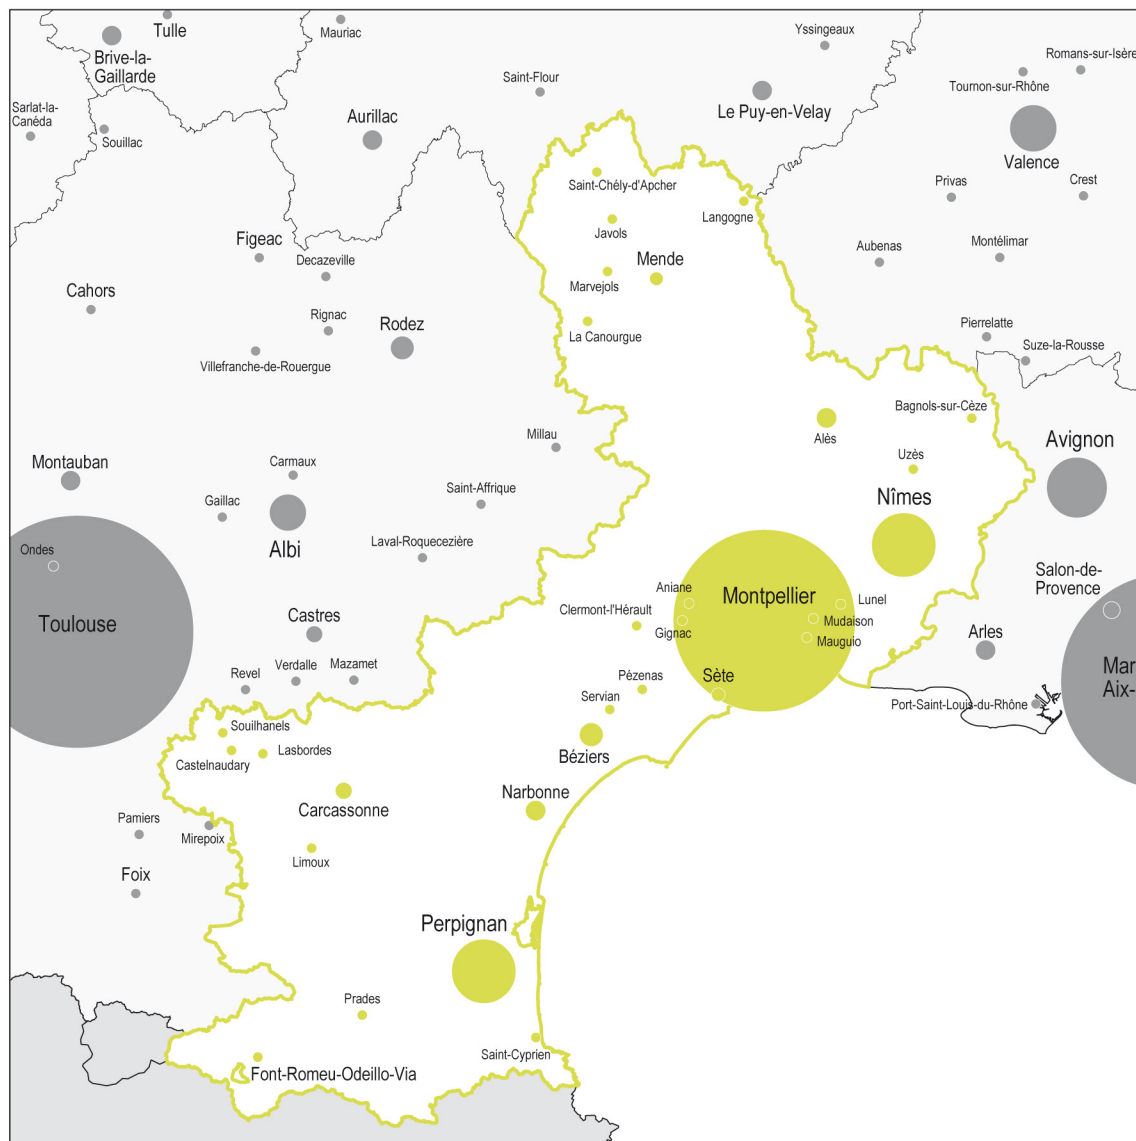 Tulle
Mauriac
Yssingeaux
Brive-la-
Gaillarde
Romans-sur-Isère
Saint-Flour
Tournon-sur-Rhône
Sarlat-la-
Canéda
Aurillac
Le Puy-en-Velay
Souillac
Valence
Saint-Chély-d'Apcher
Privas
Crest
Langogne
Javols
Figeac
Decazeville
Mende
Aubenas
Montélimar
Cahors
Marvejols
Rignac
Rodez
La Canourgue
Pierrelatte
Suze-la-Rousse
Villefranche-de-Rouergue
Bagnols-sur-Cèze
Millau
Alès
Avignon
Montauban
Carmaux
Uzès
Gaillac
Saint-Affrique
Nîmes
Albi
Ondes
Laval-Roquecezière
Salon-de-
Provence
Aniane
Montpellier
Lunel
Toulouse
Castres
Clermont-l'Hérault
Gignac
Mudaison
Mauguio
Arles
Revel
Verdalle
Mazamet
Pézenas
Sète
Mar
Aix-
Servian
Port-Saint-Louis-du-Rhône
Souilhanels
Castelnaudary
Lasbordes
Béziers
Carcassonne
Narbonne
Pamiers
Mirepoix
Limoux
Foix
Perpignan
Prades
Saint-Cyprien
Font-Romeu-Odeillo-Via